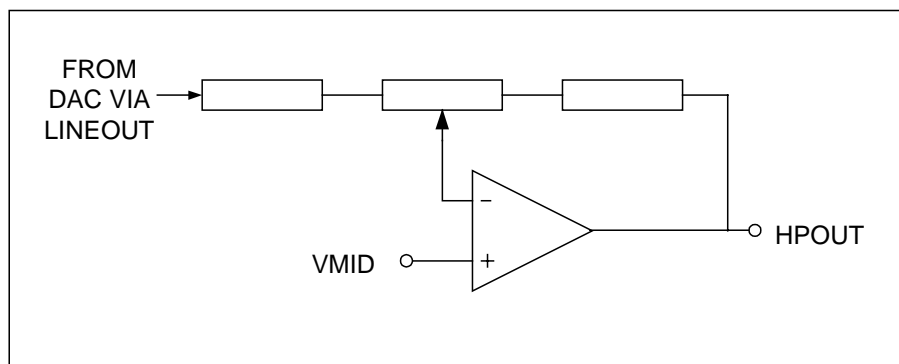 FROM
DAC VIA
LINEOUT
−
VMID
+
HPOUT